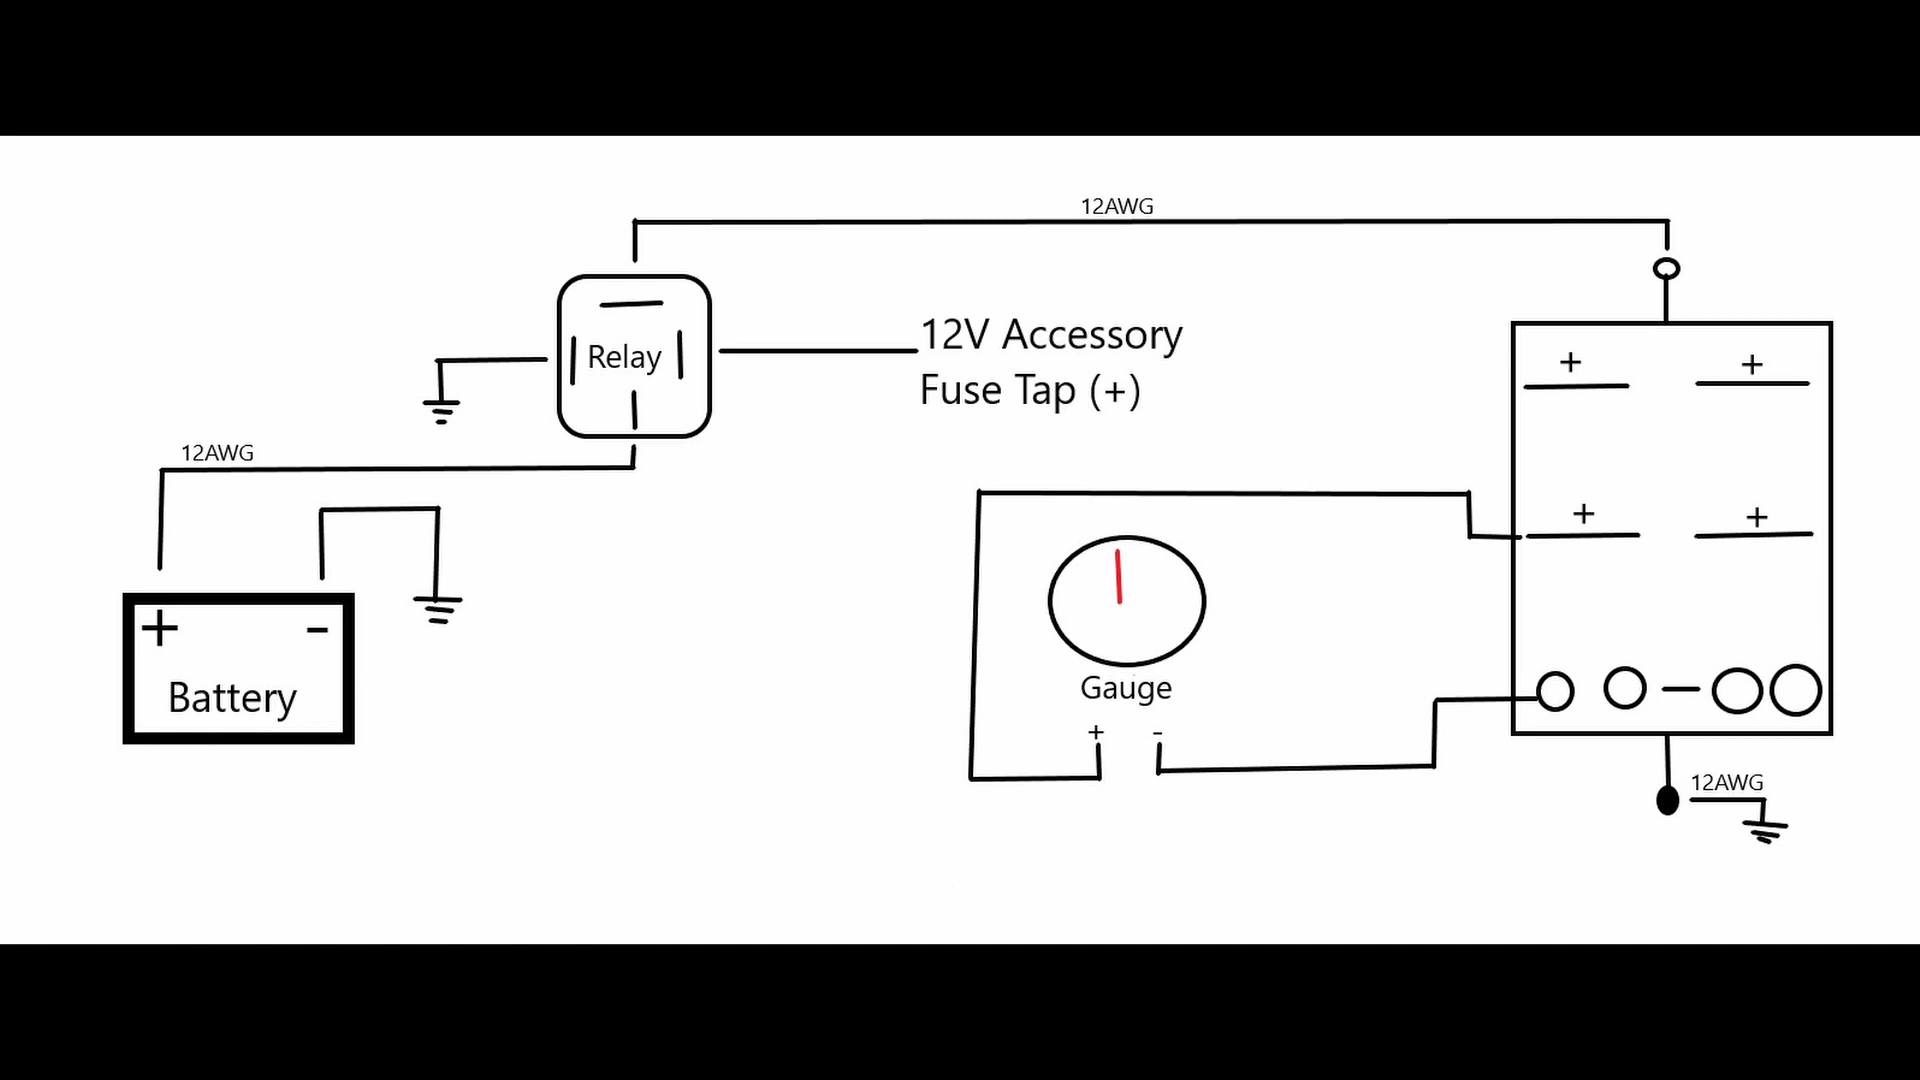 12AWG
12V Accessory
Fuse Tap (+)
Relay
+ +
12AWG
+ +
+ -
Battery
Gauge
+ -
-
12AWG